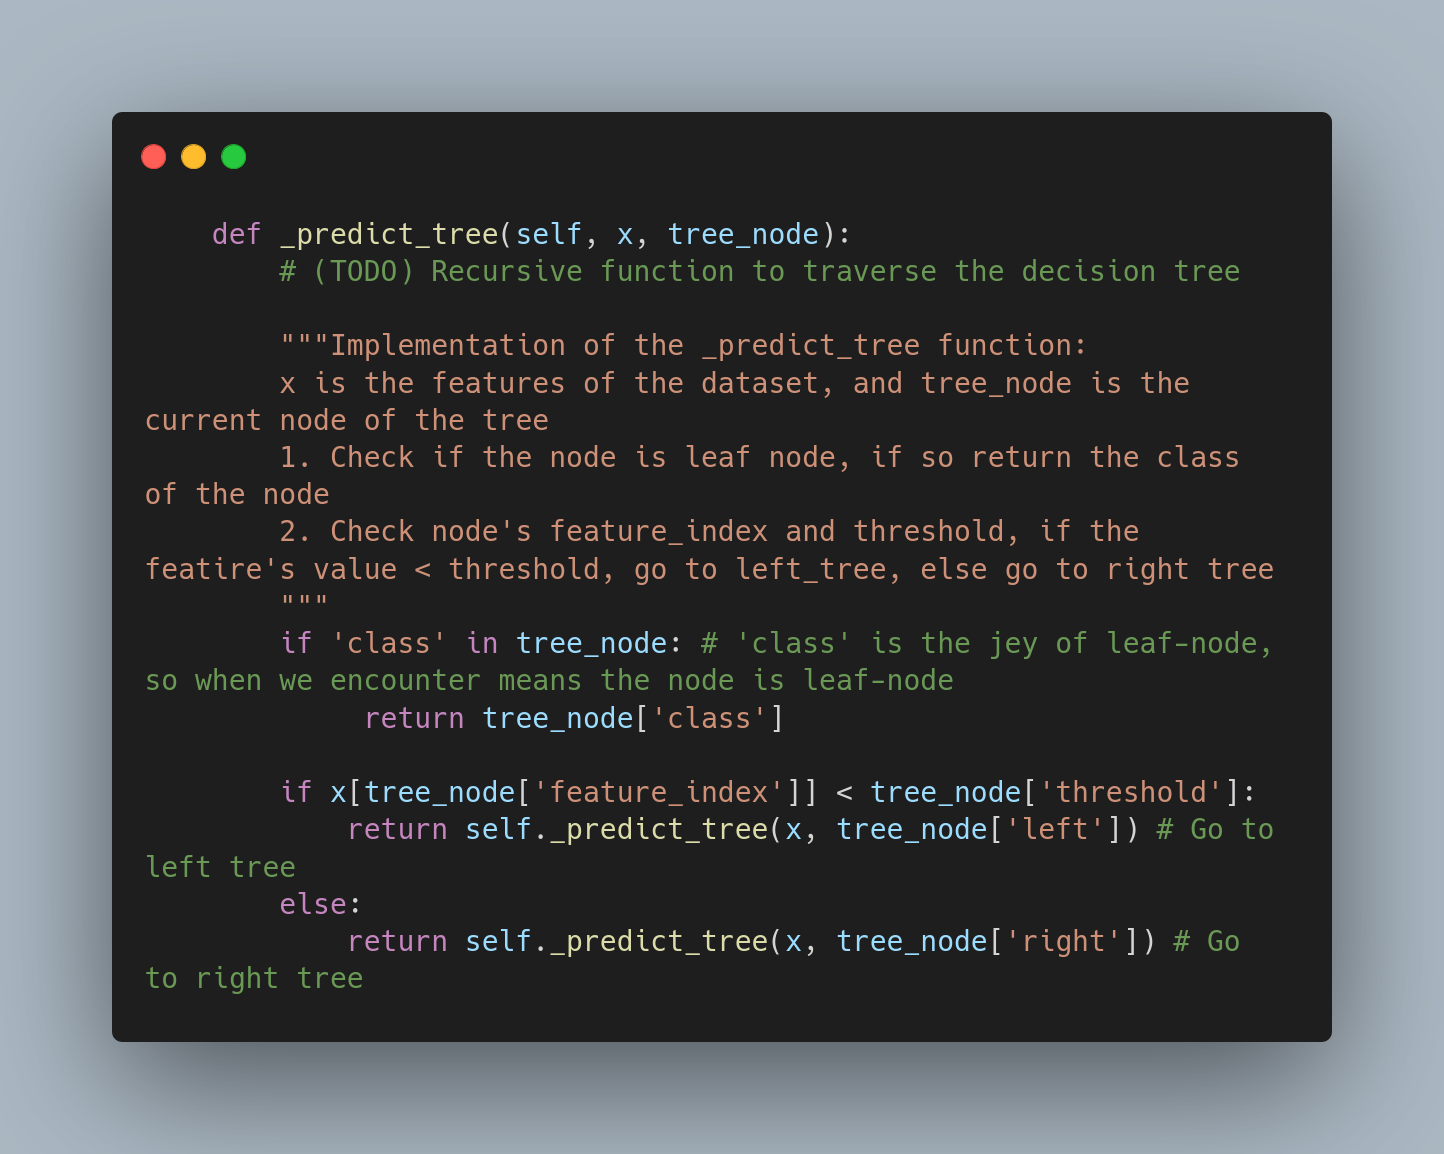 def _predict_tree(self, x, tree_node):
# (TODO) Recursive function to traverse the decision tree
"""Implementation of the _predict_tree function:
x is the features of the dataset, and tree_node is the
current node of the tree
1. Check if the node is leaf node, if so return the class
of the node
2. Check node's feature_index and threshold, if the
featire's value < threshold, go to left_tree, else go to right tree
"""
if 'class' in tree_node: # 'class' is the jey of leaf-node,
so when we encounter means the node is leaf-node
return tree_node['class']
if x[tree_node['feature_index']] < tree_node['threshold']:
return self._predict_tree(x, tree_node['left']) # Go to
left tree
else:
return self._predict_tree(x, tree_node['right']) # Go
to right tree